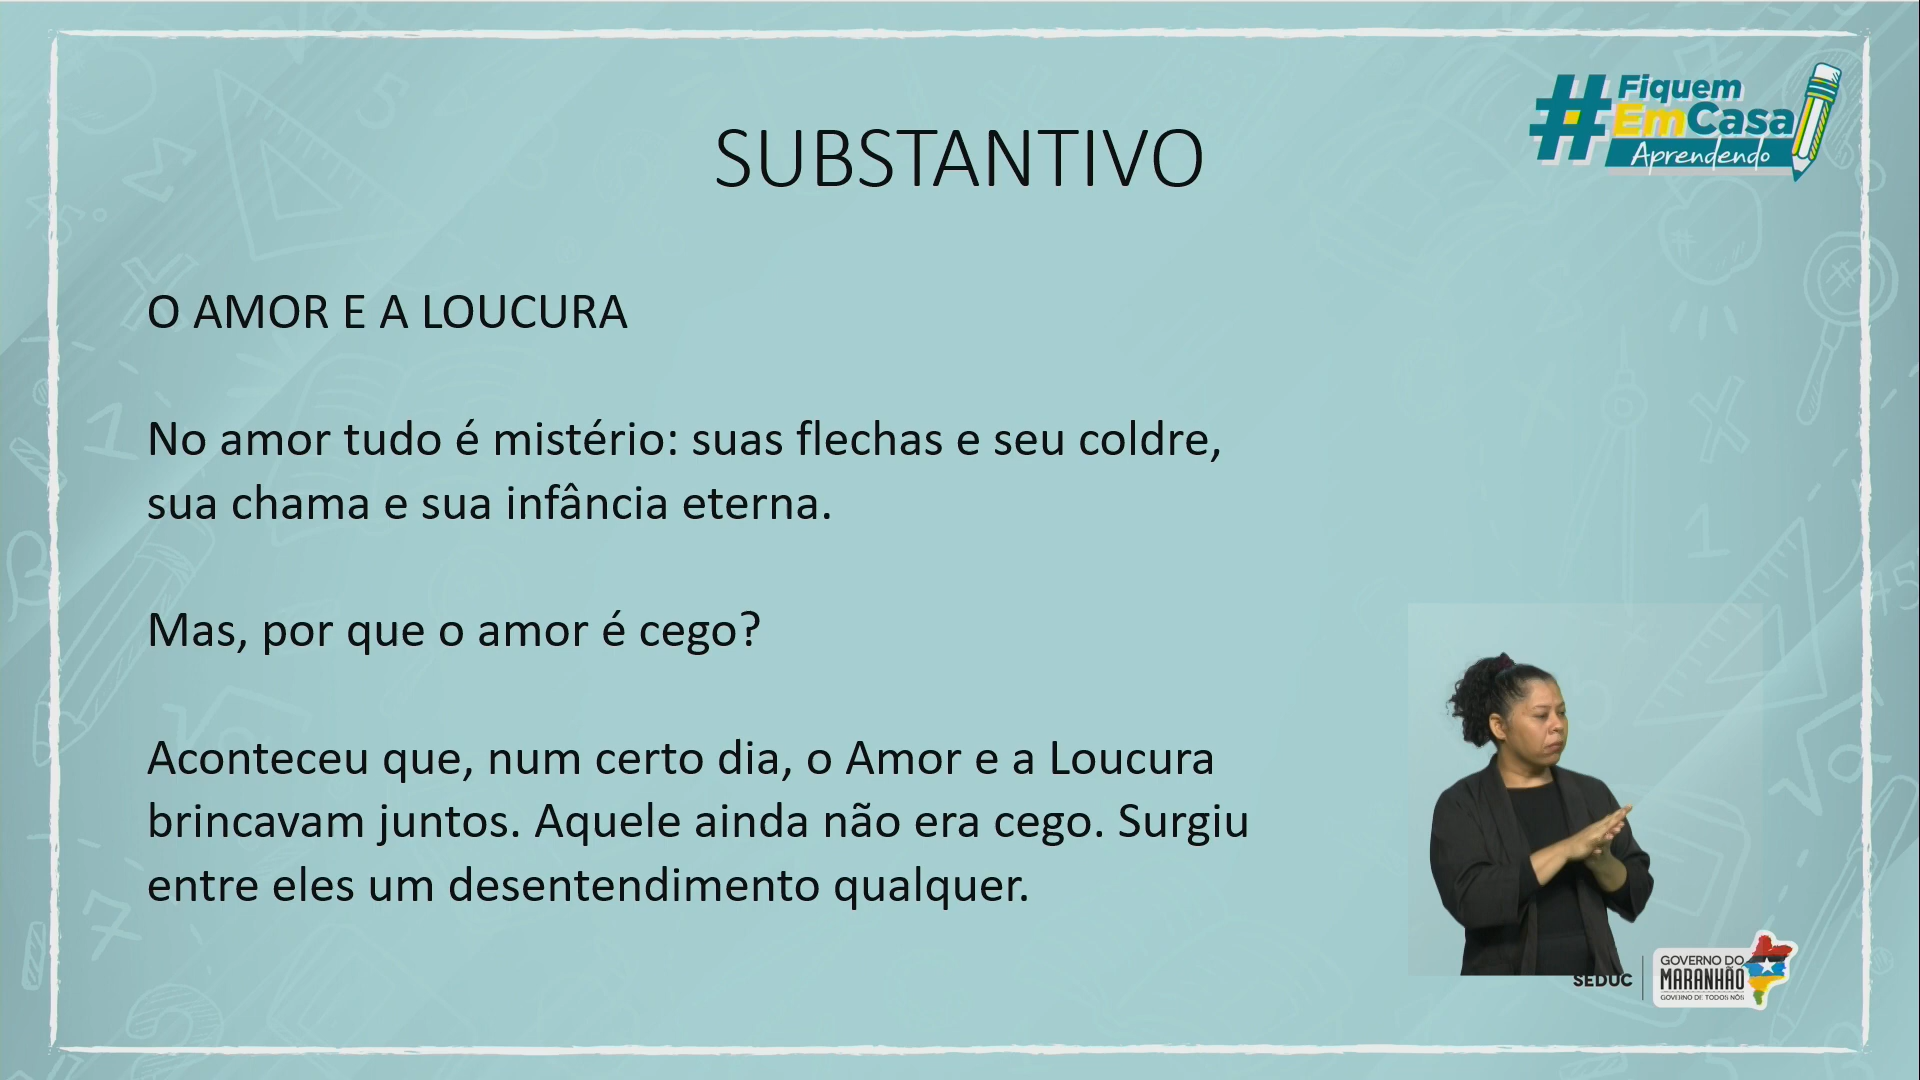 #Fiquem
EmCasa
Aprendendo
SUBSTANTIVO
O AMOR E A LOUCURA
No amor tudo é mistério: suas flechas e seu coldre,
sua chama e sua infância eterna.
Mas, por que o amor é cego?
Aconteceu que, num certo dia, o Amor e a Loucura
brincavam juntos. Aquele ainda não era cego. Surgiu
entre eles um desentendimento qualquer.
SEDUC
GOVERNO DO
MARANHÃO
GOVERNO DE TODOS NÓS